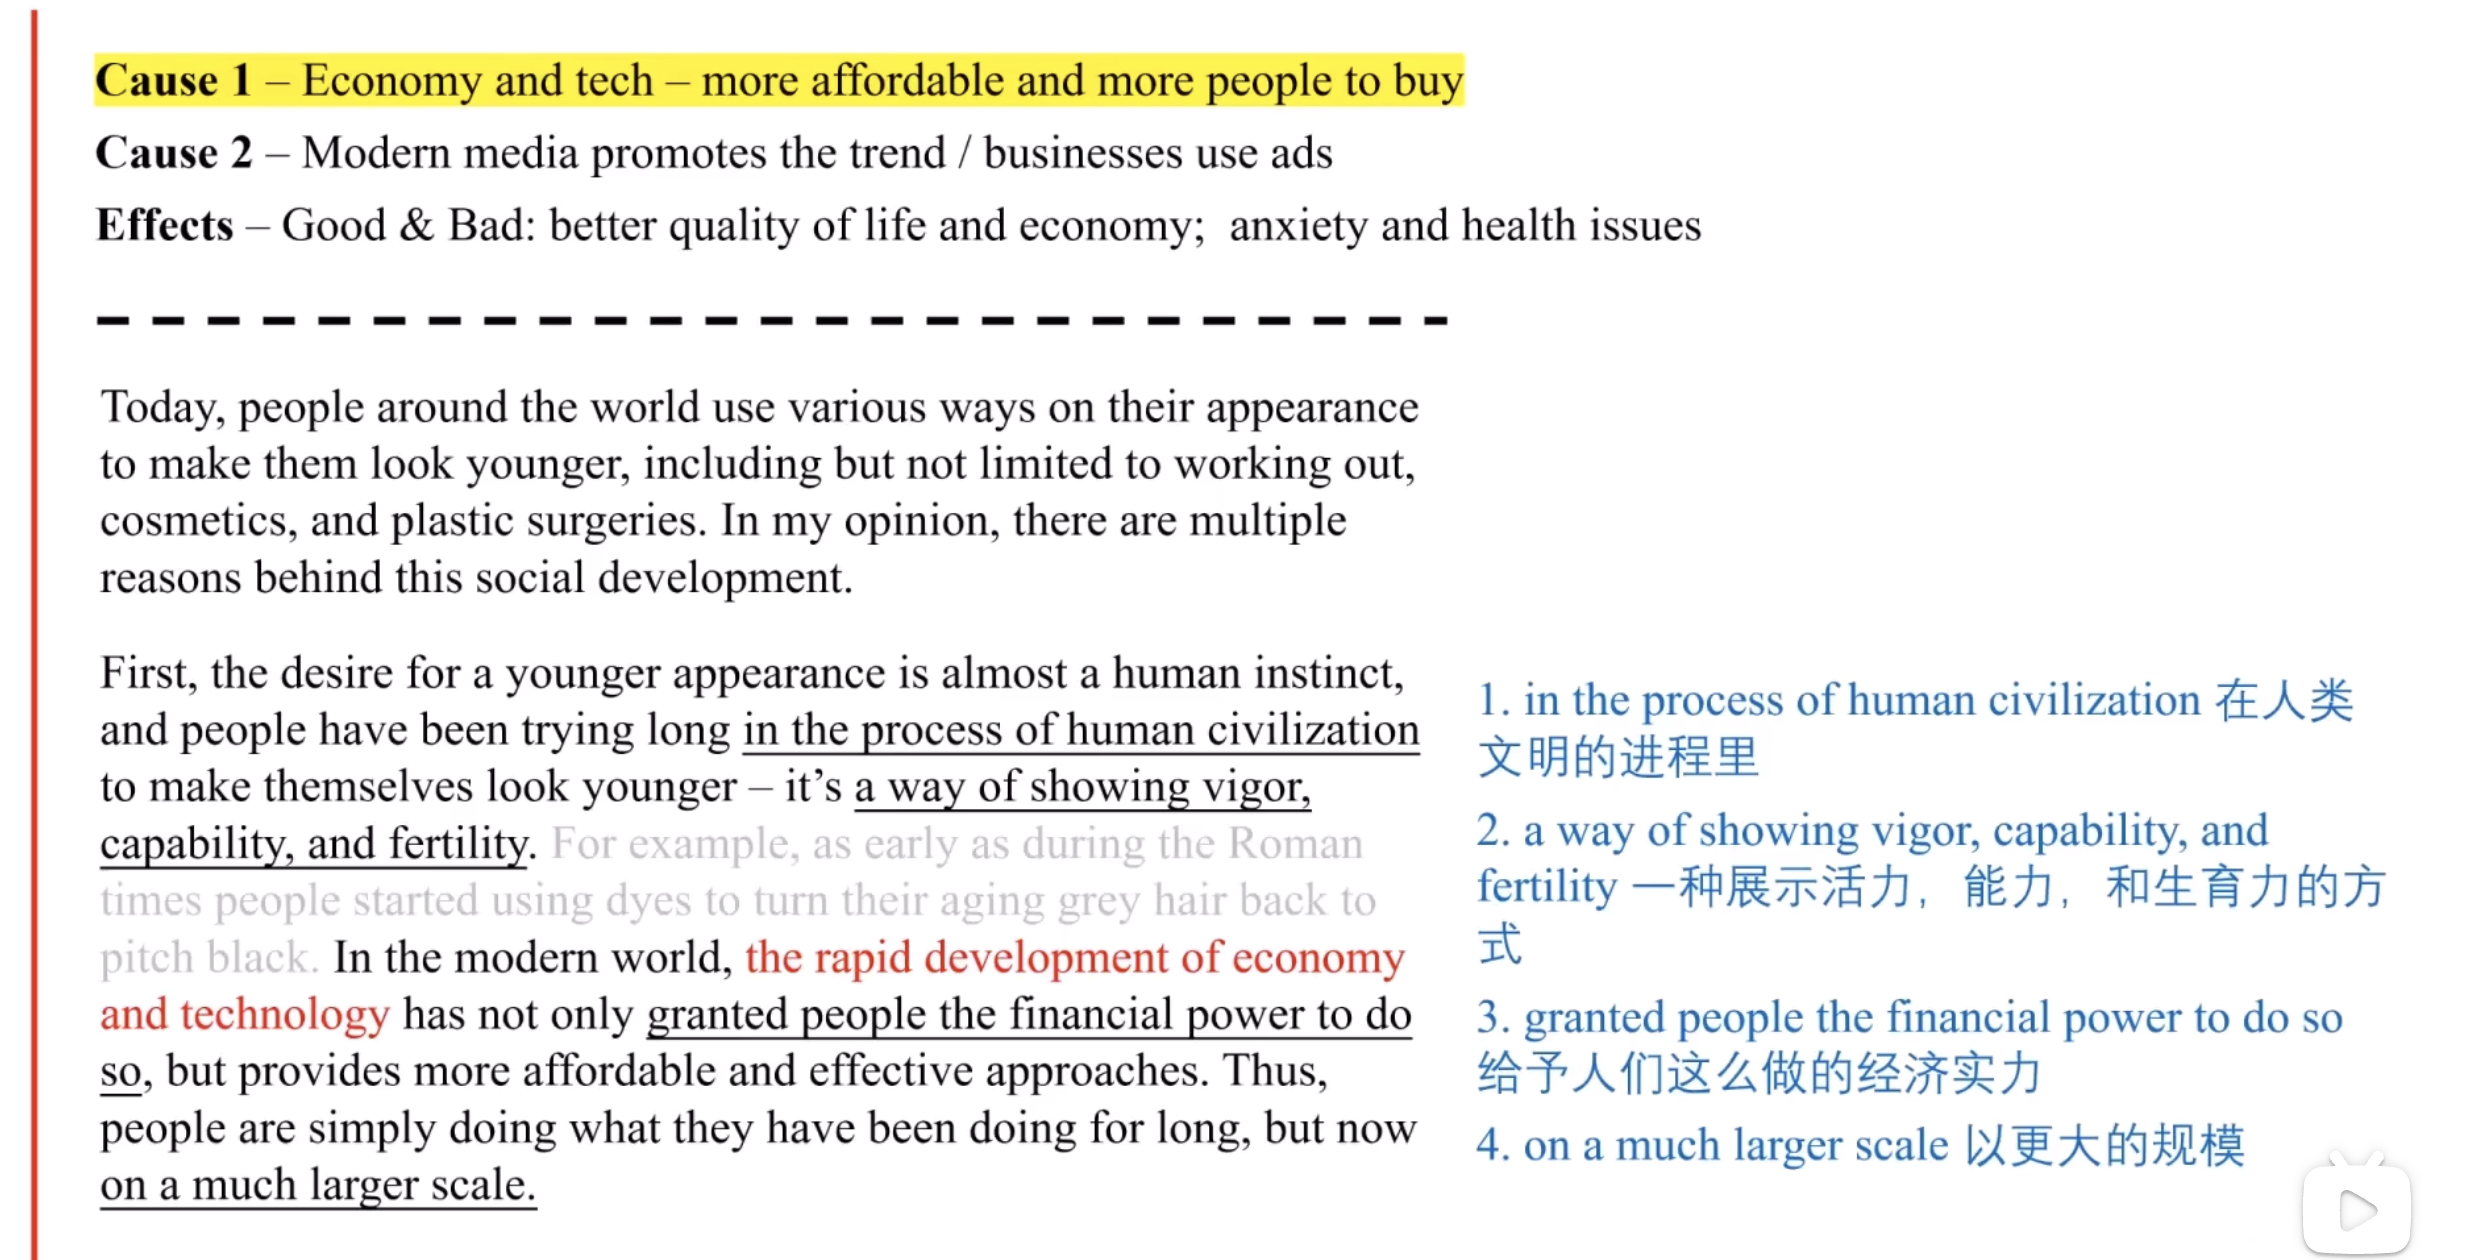 Cause 1 – Economy and tech – more affordable and more people to buy
Cause 2 – Modern media promotes the trend / businesses use ads
Effects – Good & Bad: better quality of life and economy;  anxiety and health issues
Today, people around the world use various ways on their appearance
to make them look younger, including but not limited to working out,
cosmetics, and plastic surgeries. In my opinion, there are multiple
reasons behind this social development.
First, the desire for a younger appearance is almost a human instinct,
and people have been trying long in the process of human civilization
to make themselves look younger – it’s a way of showing vigor,
capability, and fertility. For example, as early as during the Roman
times people started using dyes to turn their aging grey hair back to
pitch black. In the modern world, the rapid development of economy
and technology has not only granted people the financial power to do
so, but provides more affordable and effective approaches. Thus,
people are simply doing what they have been doing for long, but now
on a much larger scale.
1. in the process of human civilization 在人类
文明的进程里
2. a way of showing vigor, capability, and
fertility 一种展示活力，能力，和生育力的方
式
3. granted people the financial power to do so
给予人们这么做的经济实力
4. on a much larger scale 以更大的规模